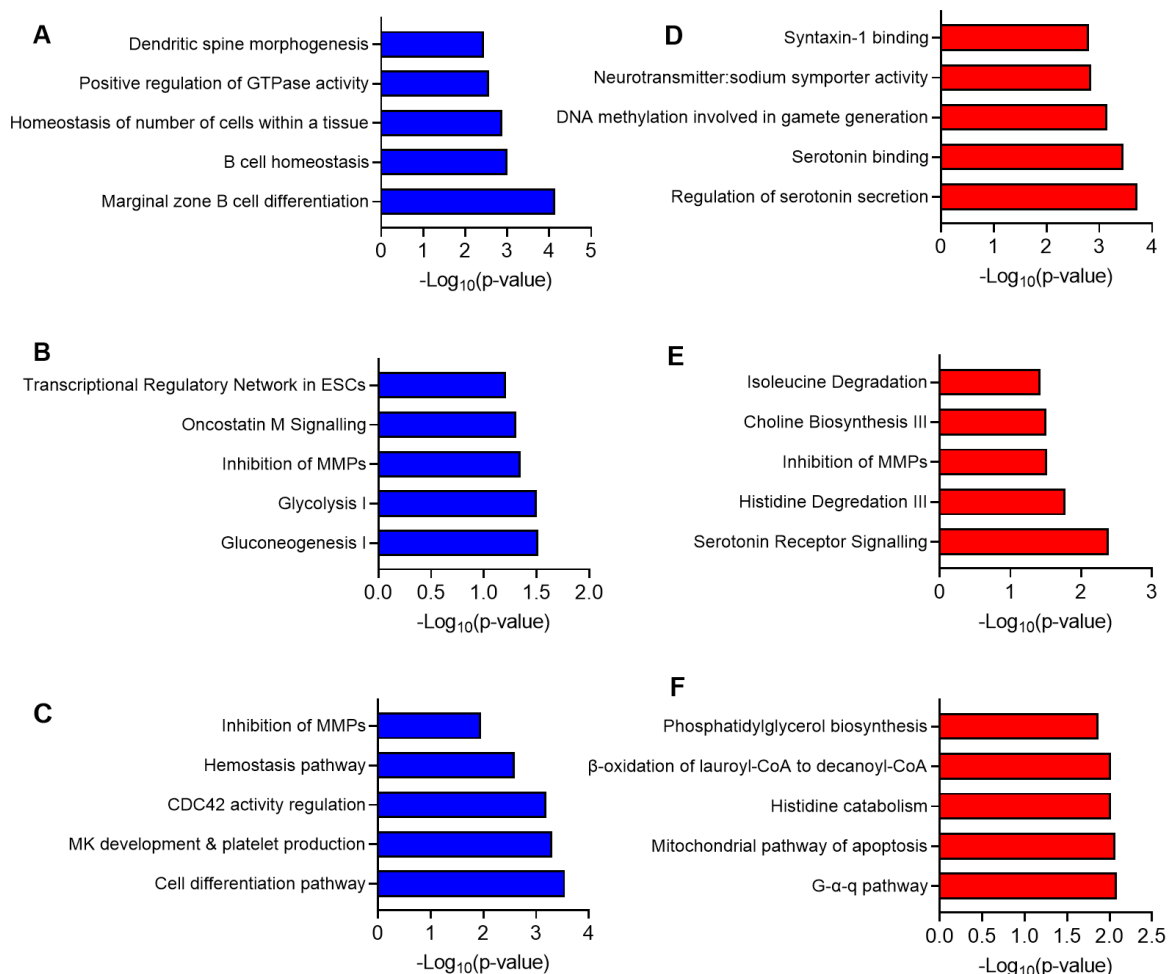 A
Dendritic spine morphogenesis
Positive regulation of GTPase activity
Homeostasis of number of cells within a tissue
B cell homeostasis
Marginal zone B cell differentiation
0 1 2 3 4 5
-Log10(p-value)
D
Syntaxin-1 binding
Neurotransmitter:sodium symporter activity
DNA methylation involved in gamete generation
Serotonin binding
Regulation of serotonin secretion
0 1 2 3 4
-Log10(p-value)
B
Transcriptional Regulatory Network in ESCs
Oncostatin M Signalling
Inhibition of MMPs
Glycolysis I
Gluconeogenesis I
0.0 0.5 1.0 1.5 2.0
-Log10(p-value)
E
Isoleucine Degradation
Choline Biosynthesis III
Inhibition of MMPs
Histidine Degredation III
Serotonin Receptor Signalling
0 1 2 3
-Log10(p-value)
C
Inhibition of MMPs
Hemostasis pathway
CDC42 activity regulation
MK development & platelet production
Cell differentiation pathway
0 1 2 3 4
-Log10(p-value)
F
Phosphatidylglycerol biosynthesis
β-oxidation of lauroyl-CoA to decanoyl-CoA
Histidine catabolism
Mitochondrial pathway of apoptosis
G-α-q pathway
0.0 0.5 1.0 1.5 2.0 2.5
-Log10(p-value)